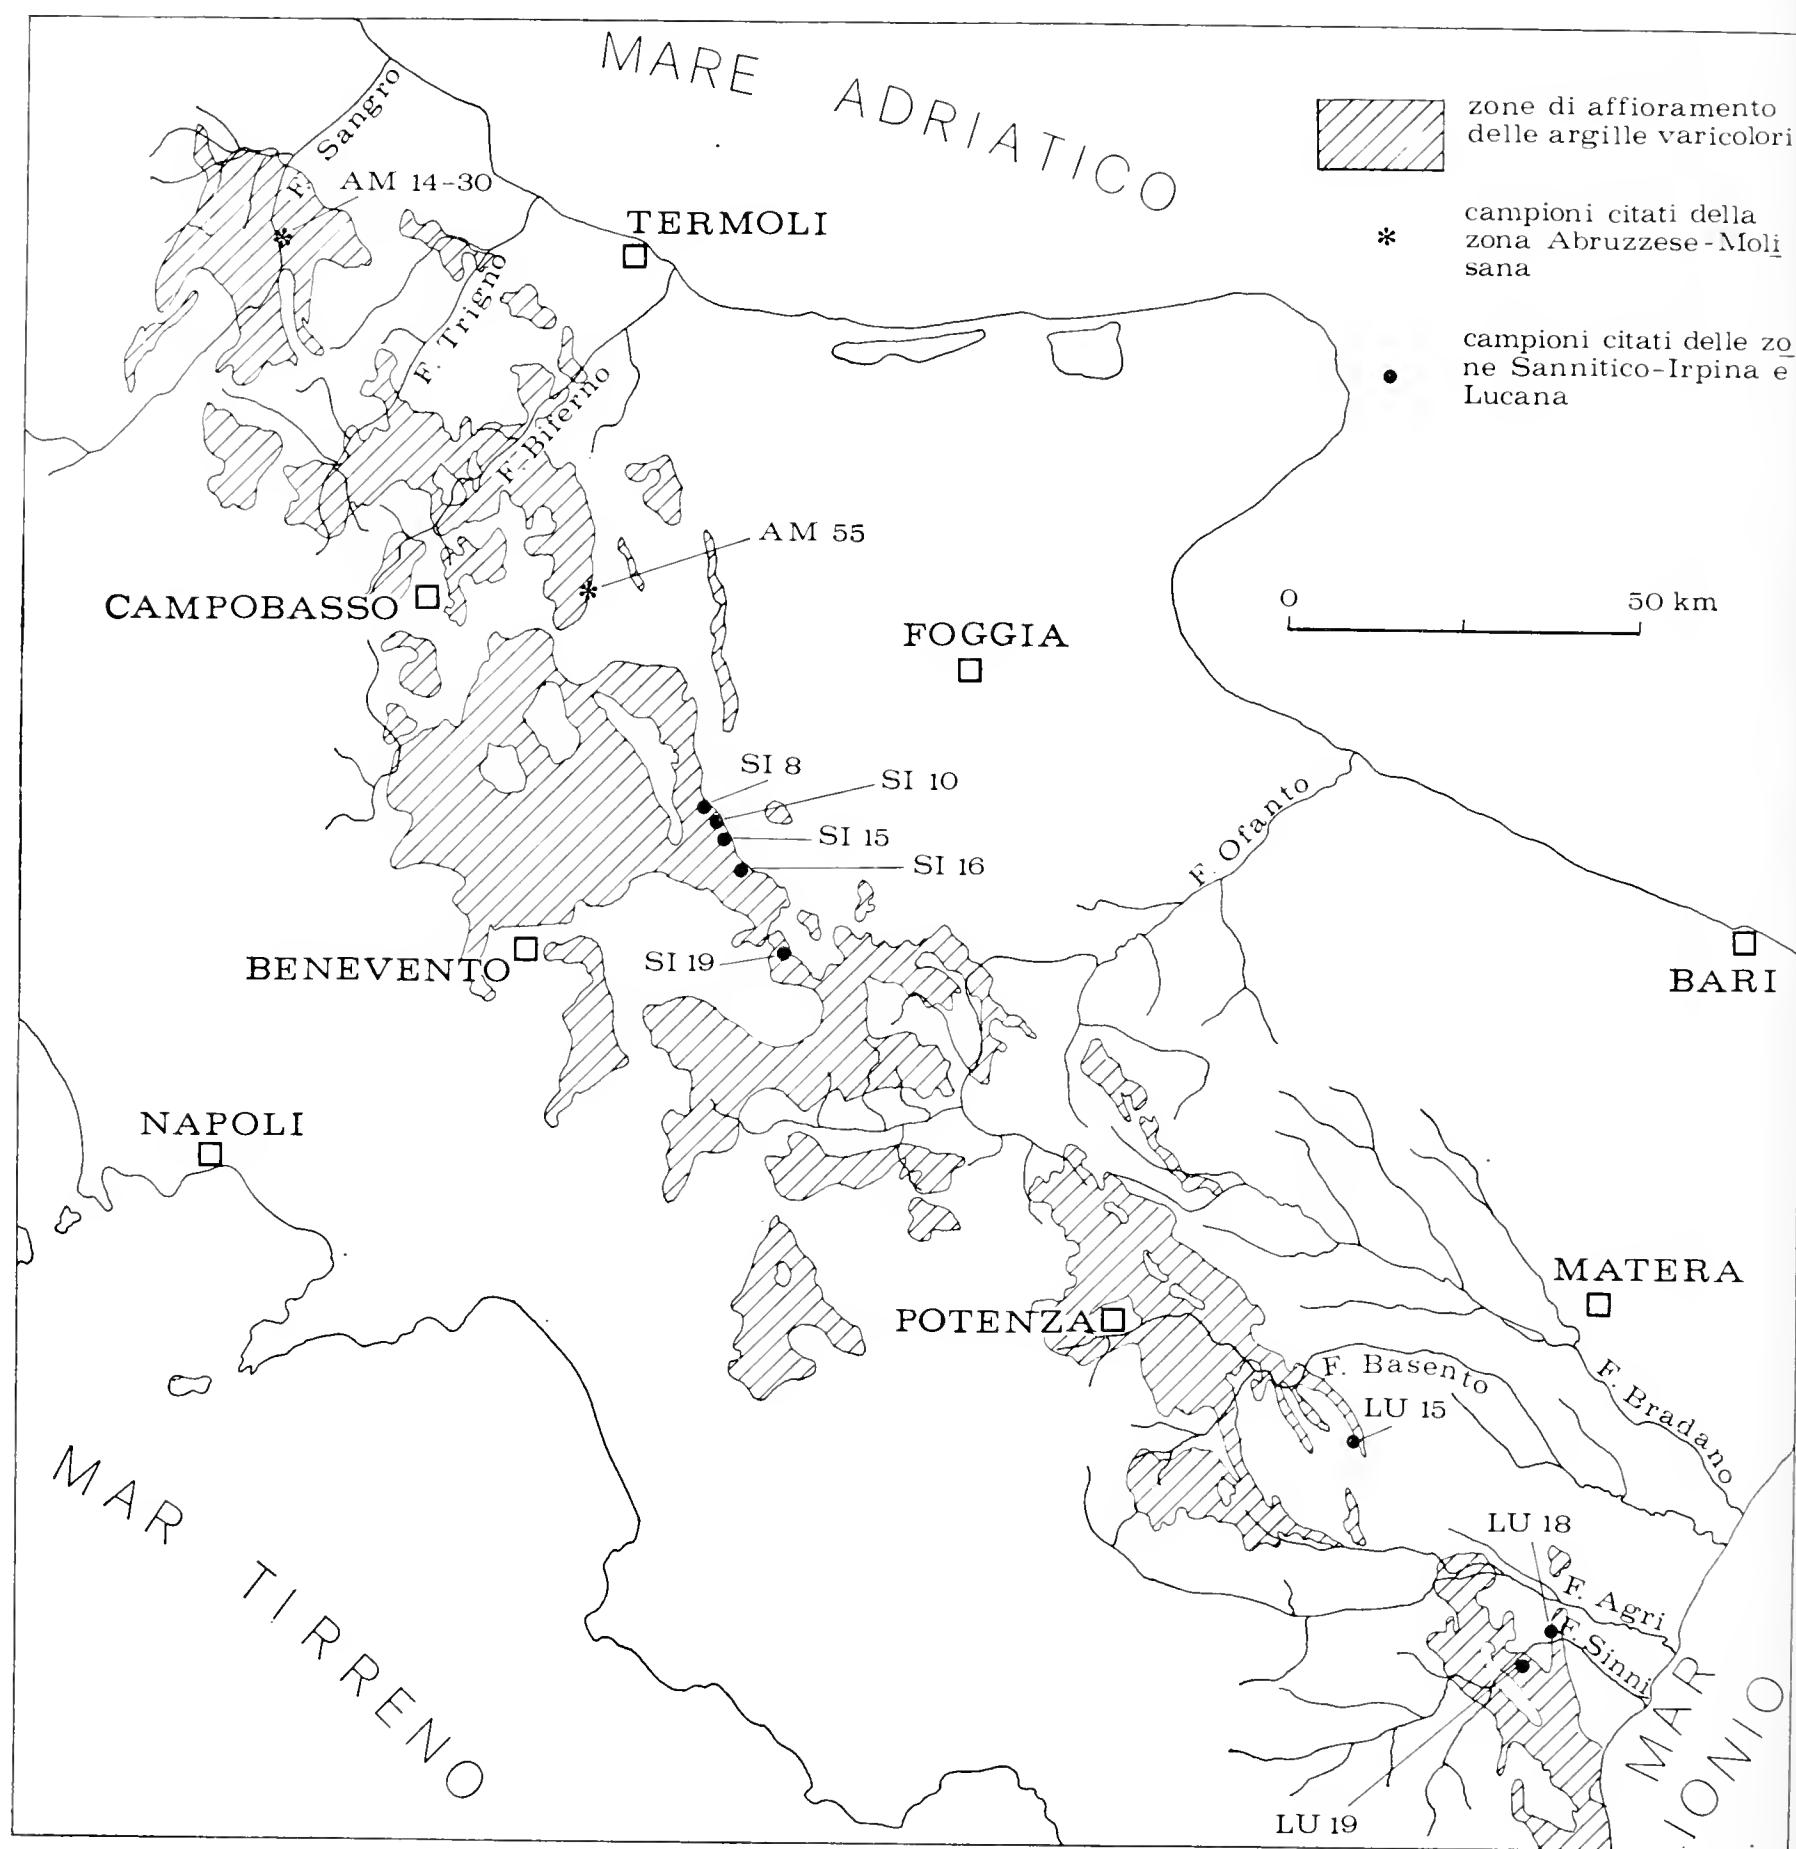 MARE ADRIATICO
zone di affioramento
delle argille varicolori
campioni citati della
zona Abruzzese-Moli
sana
campioni citati delle zo
ne Sannitico-Irpina e
Lucana
F. Sangro
AM 14-30
TERMOLI
F. Trigno
F. Biferno
AM 55
CAMPOBASSO
FOGGIA
0 50 km
SI 8
SI 10
SI 15
SI 16
F. Ofanto
BENEVENTO
SI 19
BARI
NAPOLI
MATERA
POTENZA
F. Basento
F. Bradano
LU 15
MAR TIRRENO
LU 18
F. Agri
F. Sinni
MAR
IONIO
LU 19